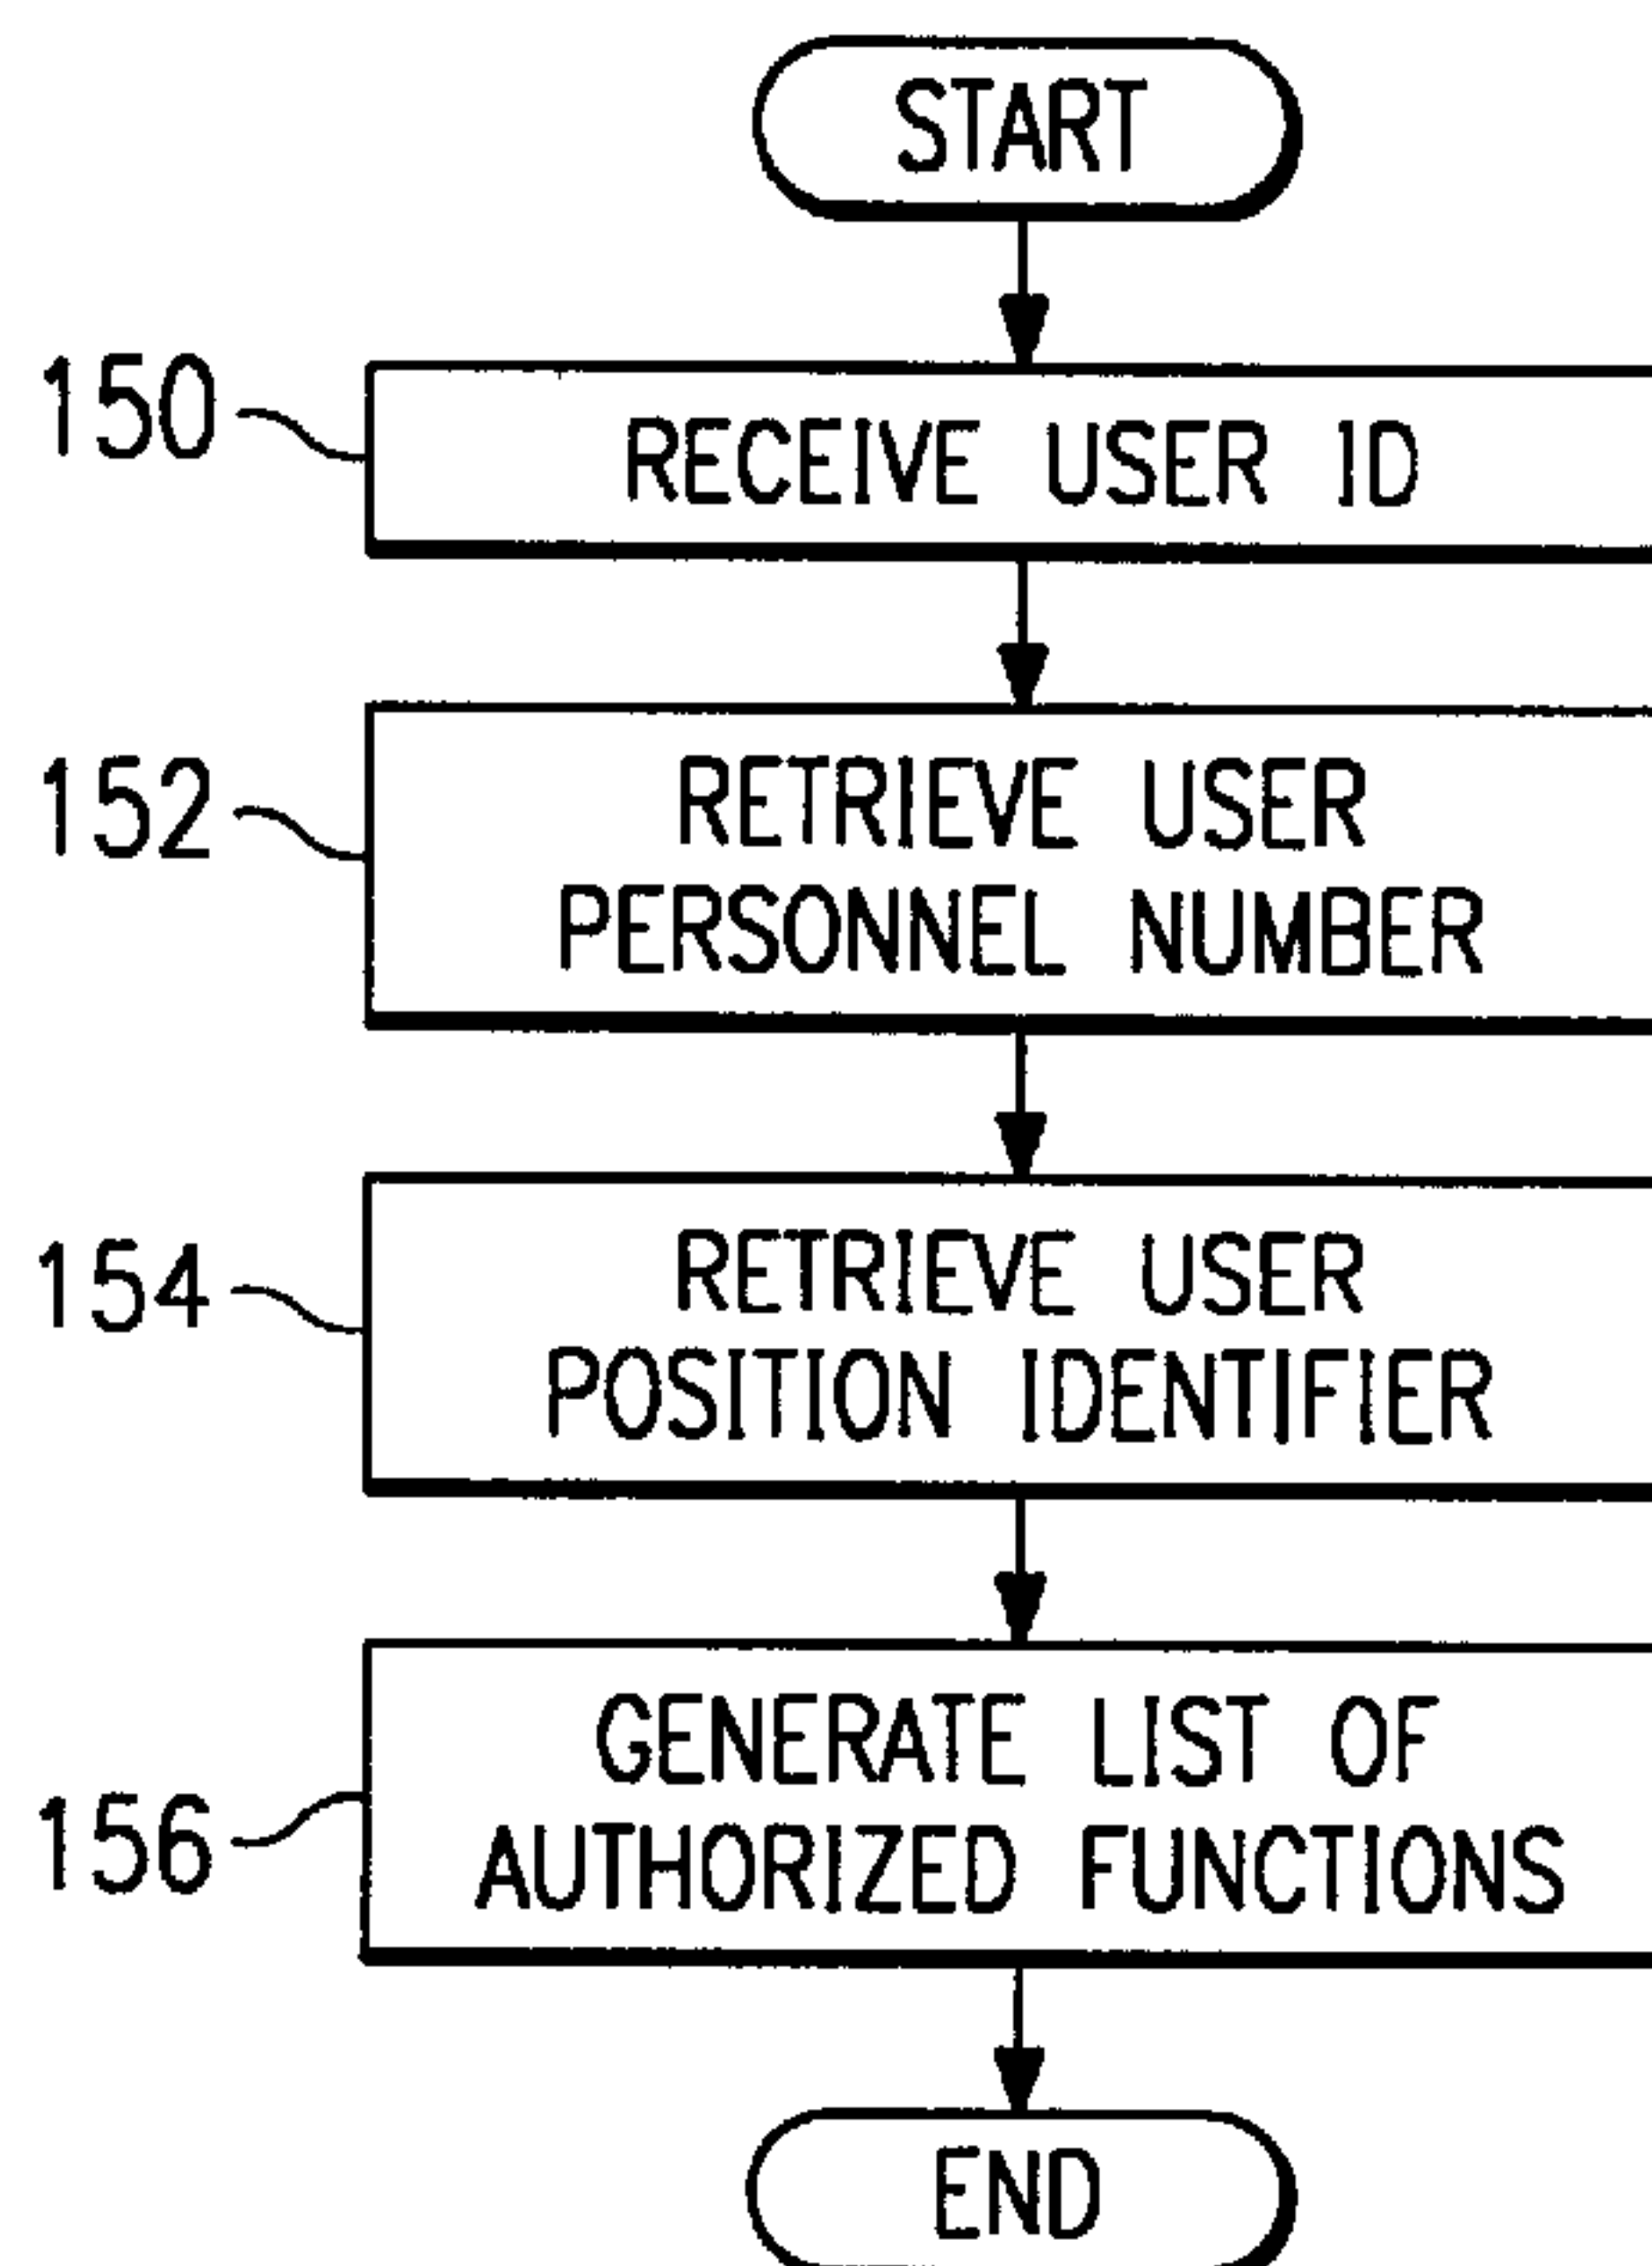 START
150
RECEIVE USER ID
152
RETRIEVE USER
PERSONNEL NUMBER
154
RETRIEVE USER
POSITION IDENTIFIER
156
GENERATE LIST OF
AUTHORIZED FUNCTIONS
END